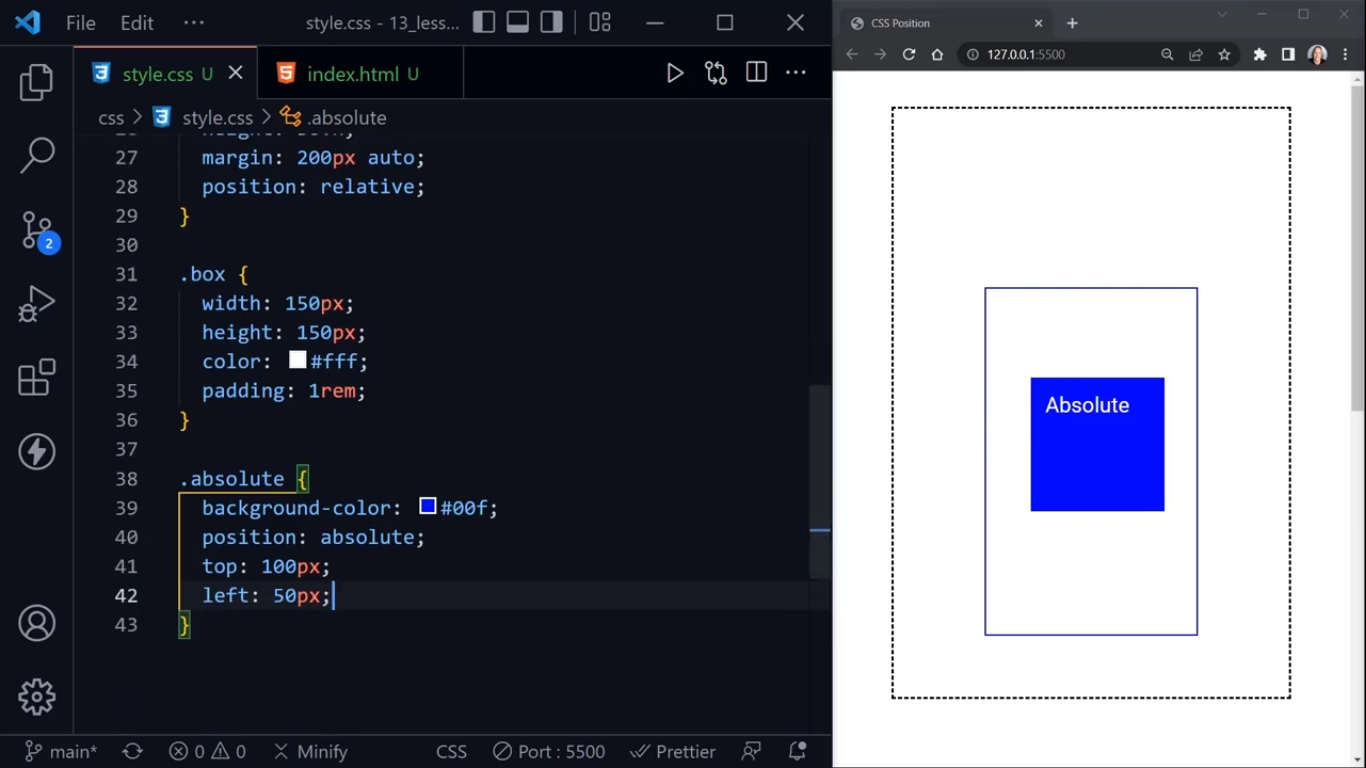 File Edit ··· style.css - 13_less...
style.css U index.html U
css > style.css > .absolute
27 margin: 200px auto;
28 position: relative;
29 }
30
31 .box {
32 width: 150px;
33 height: 150px;
34 color: #fff;
35 padding: 1rem;
36 }
37
38 .absolute {
39 background-color: #00f;
40 position: absolute;
41 top: 100px;
42 left: 50px;
43 }
2
main* 0 0 Minify CSS Port : 5500 Prettier
CSS Position
127.0.0.1:5500
Absolute